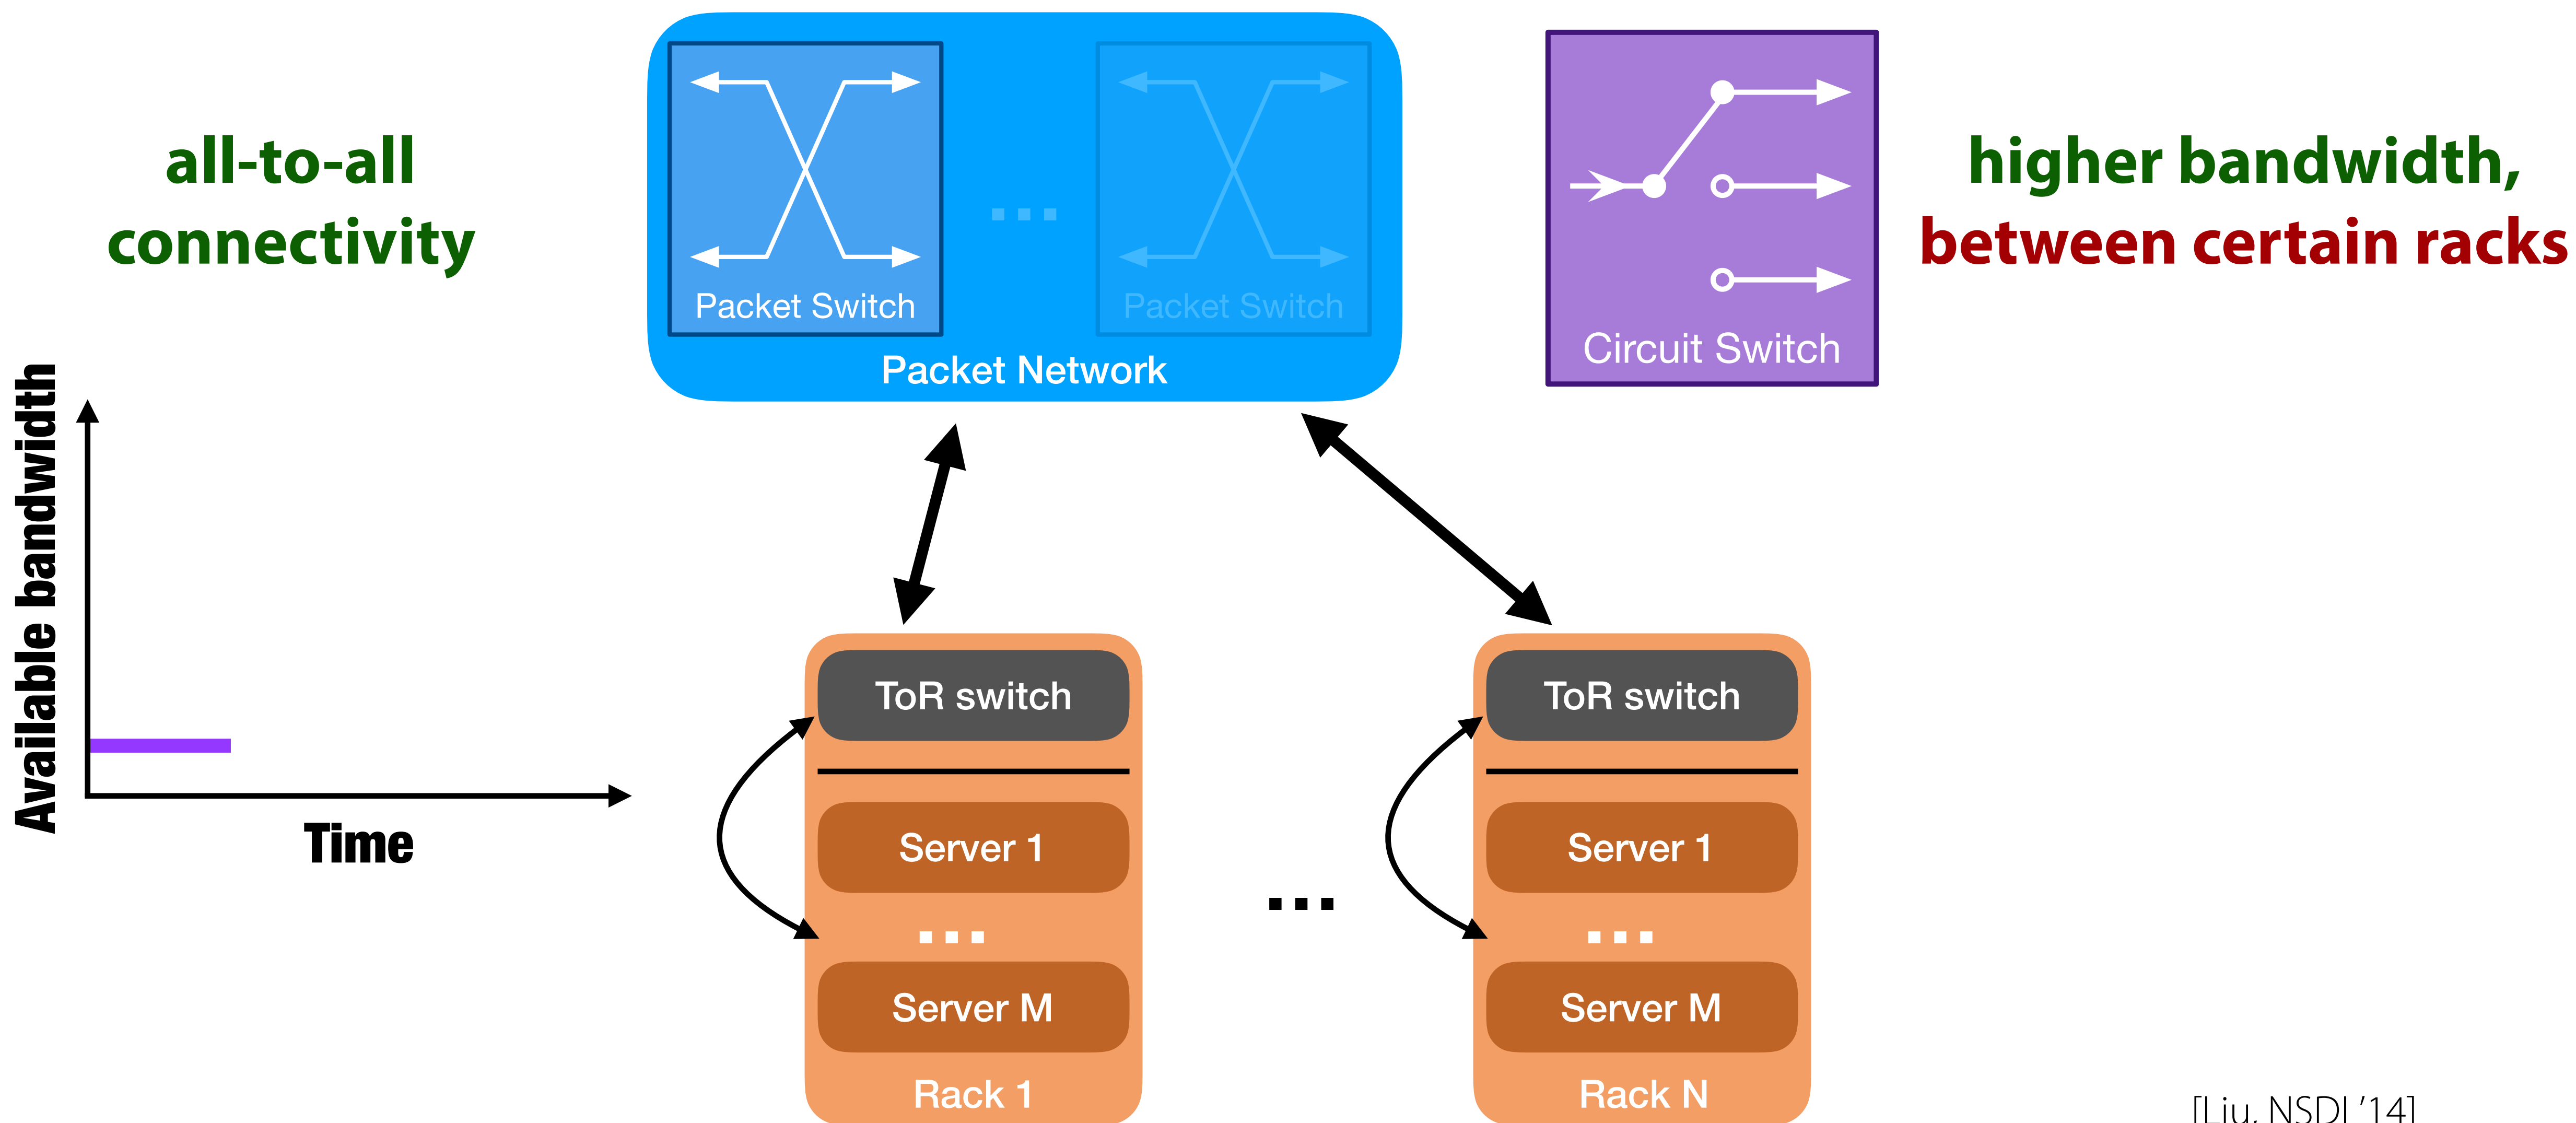 all-to-all
connectivity
Packet Switch
...
Packet Switch
Packet Network
Circuit Switch
higher bandwidth,
between certain racks
Available bandwidth
Time
ToR switch
Server 1
...
Server M
Rack 1
...
ToR switch
Server 1
...
Server M
Rack N
[Liu, NSDI '14]